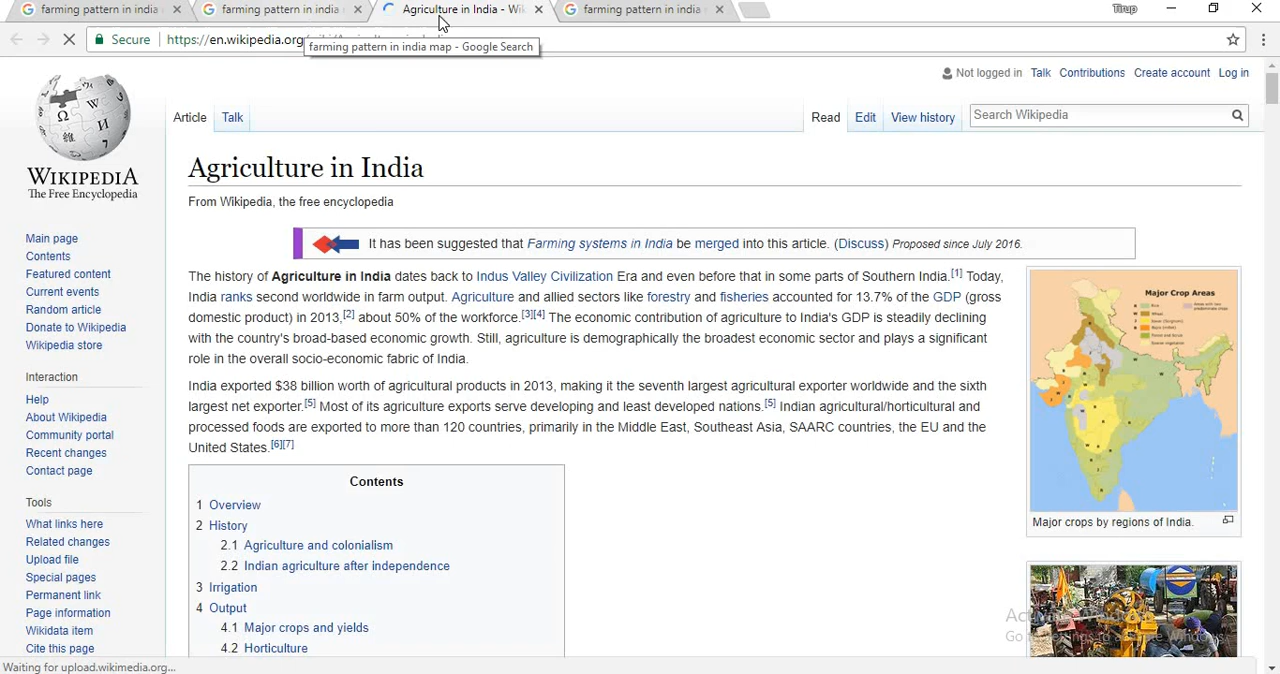 farming pattern in india
farming pattern in india
Agriculture in India - Wi
farming pattern in india
Tirup
Secure
https://en.wikipedia.org
farming pattern in india map - Google Search
Not logged in Talk Contributions Create account Log in
Article Talk
Read Edit View history
Search Wikipedia
WIKIPEDIA
The Free Encyclopedia
Agriculture in India
From Wikipedia, the free encyclopedia
It has been suggested that Farming systems in India be merged into this article. (Discuss) Proposed since July 2016.
The history of Agriculture in India dates back to Indus Valley Civilization Era and even before that in some parts of Southern India.[1] Today,
India ranks second worldwide in farm output. Agriculture and allied sectors like forestry and fisheries accounted for 13.7% of the GDP (gross
domestic product) in 2013,[2] about 50% of the workforce.[3][4] The economic contribution of agriculture to India's GDP is steadily declining
with the country's broad-based economic growth. Still, agriculture is demographically the broadest economic sector and plays a significant
role in the overall socio-economic fabric of India.
India exported $38 billion worth of agricultural products in 2013, making it the seventh largest agricultural exporter worldwide and the sixth
largest net exporter.[5] Most of its agriculture exports serve developing and least developed nations.[5] Indian agricultural/horticultural and
processed foods are exported to more than 120 countries, primarily in the Middle East, Southeast Asia, SAARC countries, the EU and the
United States.[6][7]
Contents
1 Overview
2 History
2.1 Agriculture and colonialism
2.2 Indian agriculture after independence
3 Irrigation
4 Output
4.1 Major crops and yields
4.2 Horticulture
Main page
Contents
Featured content
Current events
Random article
Donate to Wikipedia
Wikipedia store
Interaction
Help
About Wikipedia
Community portal
Recent changes
Contact page
Tools
What links here
Related changes
Upload file
Special pages
Permanent link
Page information
Wikidata item
Cite this page
Major Crop Areas
Major crops by regions of India.
Waiting for upload.wikimedia.org...